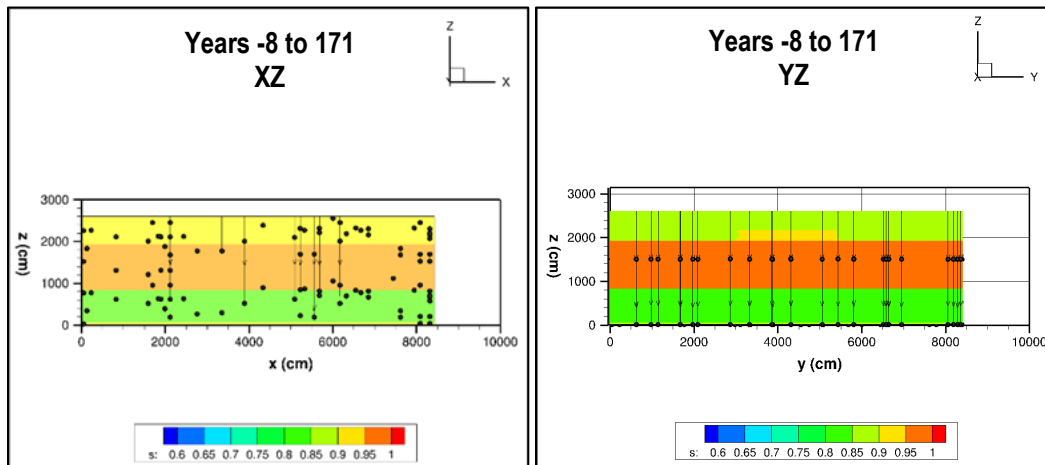 Years -8 to 171
XZ
Z
X
Y
z (cm)
3000
2000
1000
0
0 2000 4000 6000 8000 10000
x (cm)
s: 0.6 0.65 0.7 0.75 0.8 0.85 0.9 0.95 1
Years -8 to 171
YZ
Z
X
Y
z (cm)
3000
2000
1000
0
0 2000 4000 6000 8000 10000
y (cm)
s: 0.6 0.65 0.7 0.75 0.8 0.85 0.9 0.95 1